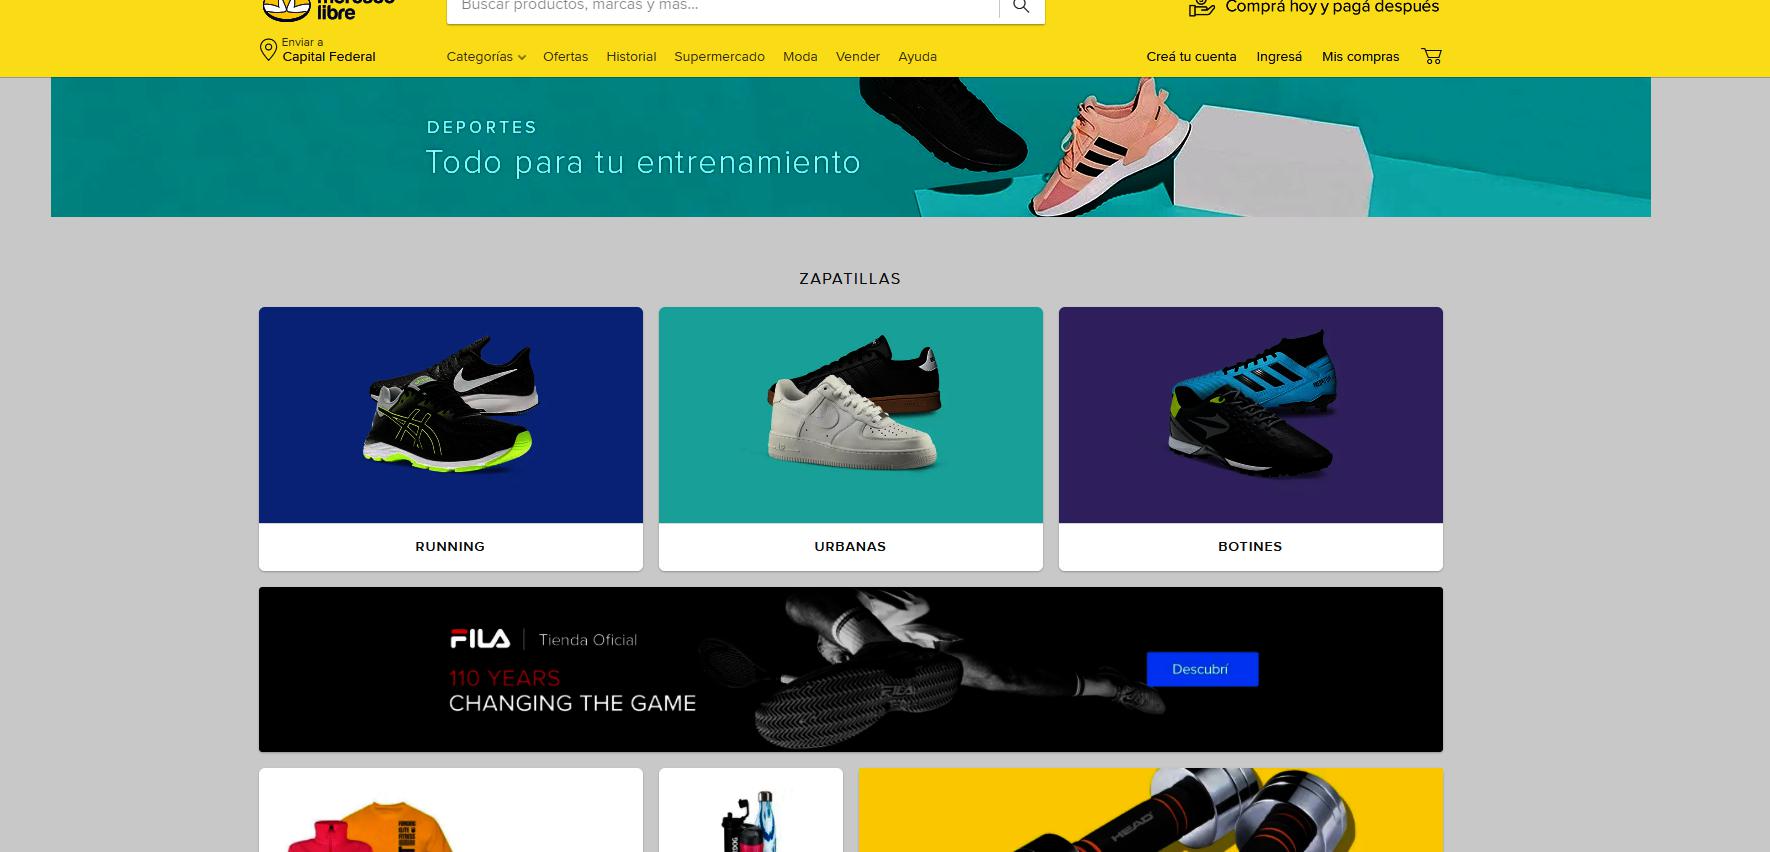 libre
Buscar productos, marcas y más...
Comprá hoy y pagá después
Enviar a
Capital Federal
Categorías
Ofertas
Historial
Supermercado
Moda
Vender
Ayuda
Creá tu cuenta
Ingresá
Mis compras
DEPORTES
Todo para tu entrenamiento
ZAPATILLAS
RUNNING
URBANAS
BOTINES
FILA
Tienda Oficial
110 YEARS
CHANGING THE GAME
FILA
Descubrí
HEAD